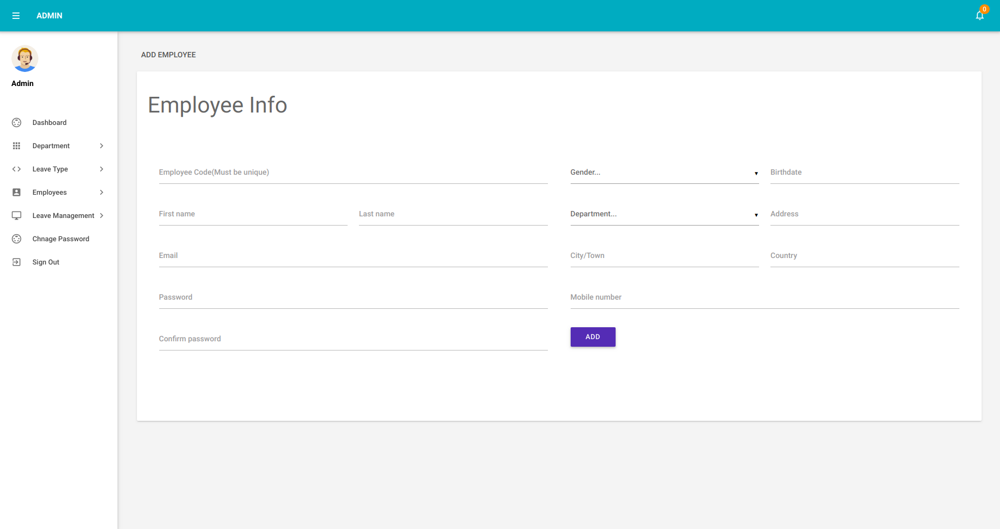 ADMIN
0
Admin
Dashboard
Department
Leave Type
Employees
Leave Management
Chnage Password
Sign Out
ADD EMPLOYEE
Employee Info
Employee Code(Must be unique)
Gender...
Birthdate
First name
Last name
Department...
Address
Email
City/Town
Country
Password
Mobile number
Confirm password
ADD